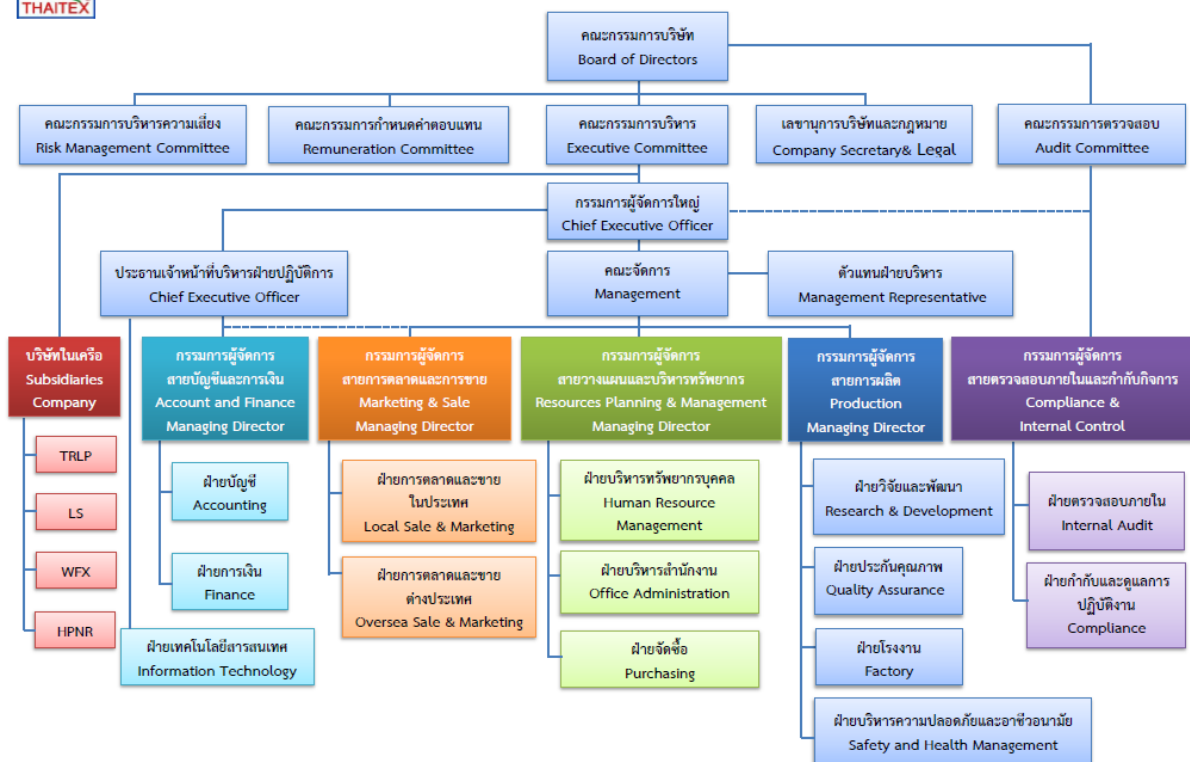 THAITEX
คณะกรรมการบริษัท
Board of Directors
คณะกรรมการบริหารความเสี่ยง
Risk Management Committee
คณะกรรมการกำหนดค่าตอบแทน
Remuneration Committee
คณะกรรมการบริหาร
Executive Committee
เลขานุการบริษัทและกฎหมาย
Company Secretary& Legal
คณะกรรมการตรวจสอบ
Audit Committee
กรรมการผู้จัดการใหญ่
Chief Executive Officer
ประธานเจ้าหน้าที่บริหารฝ่ายปฏิบัติการ
Chief Executive Officer
คณะจัดการ
Management
ตัวแทนฝ่ายบริหาร
Management Representative
บริษัทในเครือ
Subsidiaries
Company
TRLP
LS
WFX
HPNR
กรรมการผู้จัดการ
สายบัญชีและการเงิน
Account and Finance
Managing Director
ฝ่ายบัญชี
Accounting
ฝ่ายการเงิน
Finance
ฝ่ายเทคโนโลยีสารสนเทศ
Information Technology
กรรมการผู้จัดการ
สายการตลาดและการขาย
Marketing & Sale
Managing Director
ฝ่ายการตลาดและขาย
ในประเทศ
Local Sale & Marketing
ฝ่ายการตลาดและขาย
ต่างประเทศ
Oversea Sale & Marketing
กรรมการผู้จัดการ
สายวางแผนและบริหารทรัพยากร
Resources Planning & Management
Managing Director
ฝ่ายบริหารทรัพยากรบุคคล
Human Resource
Management
ฝ่ายบริหารสำนักงาน
Office Administration
ฝ่ายจัดซื้อ
Purchasing
กรรมการผู้จัดการ
สายการผลิต
Production
Managing Director
ฝ่ายวิจัยและพัฒนา
Research & Development
ฝ่ายประกันคุณภาพ
Quality Assurance
ฝ่ายโรงงาน
Factory
ฝ่ายบริหารความปลอดภัยและอาชีวอนามัย
Safety and Health Management
กรรมการผู้จัดการ
สายตรวจสอบภายในและกำกับกิจการ
Compliance &
Internal Control
ฝ่ายตรวจสอบภายใน
Internal Audit
ฝ่ายกำกับและดูแลการ
ปฏิบัติงาน
Compliance